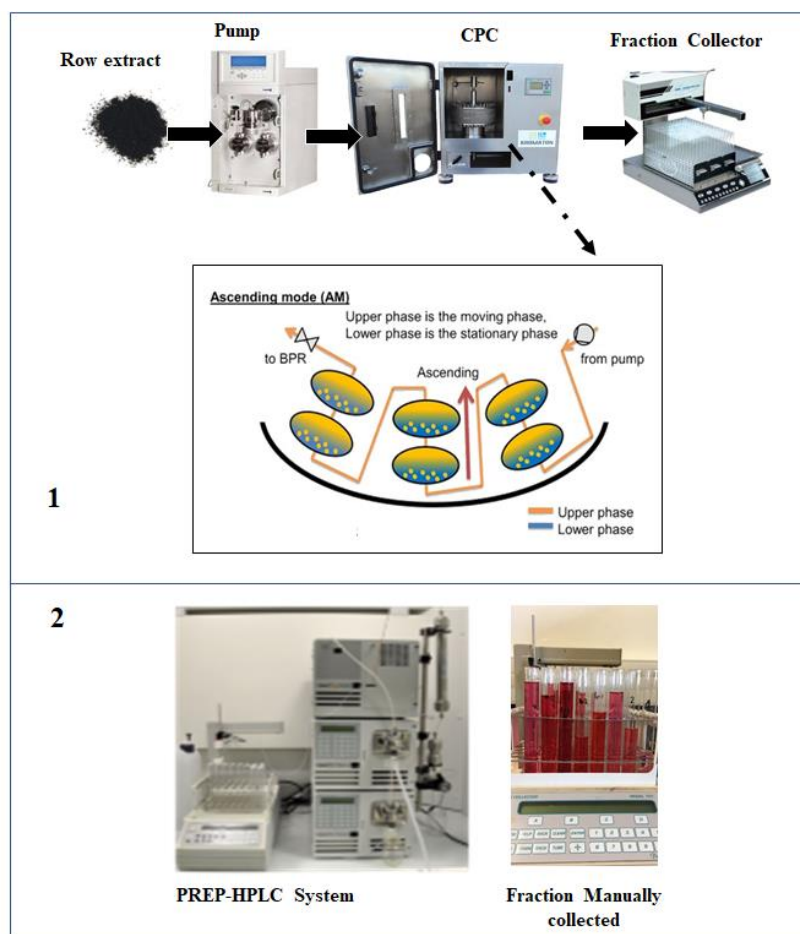 Pump
CPC
Fraction Collector
Row extract
Ascending mode (AM)
Upper phase is the moving phase,
Lower phase is the stationary phase
to BPR
from pump
Ascending
1
Upper phase
Lower phase
2
PREP-HPLC System
Fraction Manually
collected